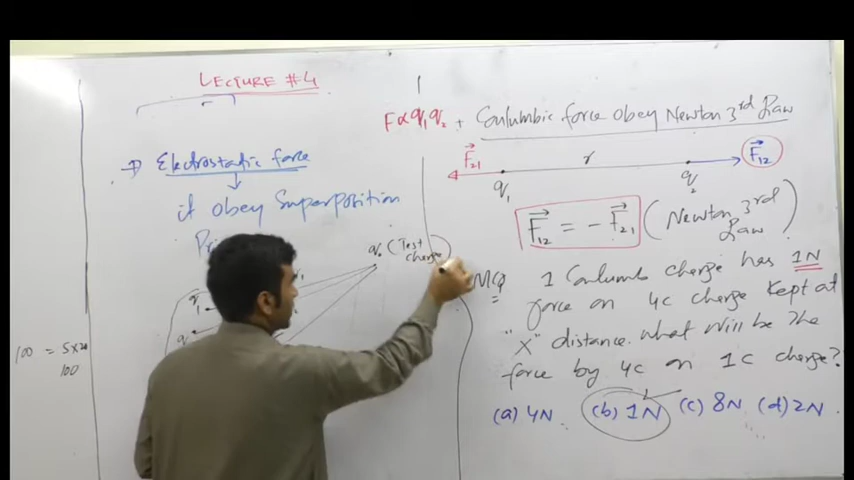 LECTURE #4
Electrostatic force
it obey Superposition
q₀ (Test
charge)
q₁
q
r₁
100 = 5x20
100
F∝q₁q₂ + Coulumbic force obey Newton 3rd Law
F₂₁ r F₁₂
q₁ q₂
F₁₂ = - F₂₁ (Newton 3rd
Law)
MCQ 1 Coulumb charge has 1N
force on 4c charge kept at
"x" distance. what will be the
force by 4c on 1c charge?
(a) 4N (b) 1N (c) 8N (d) 2N